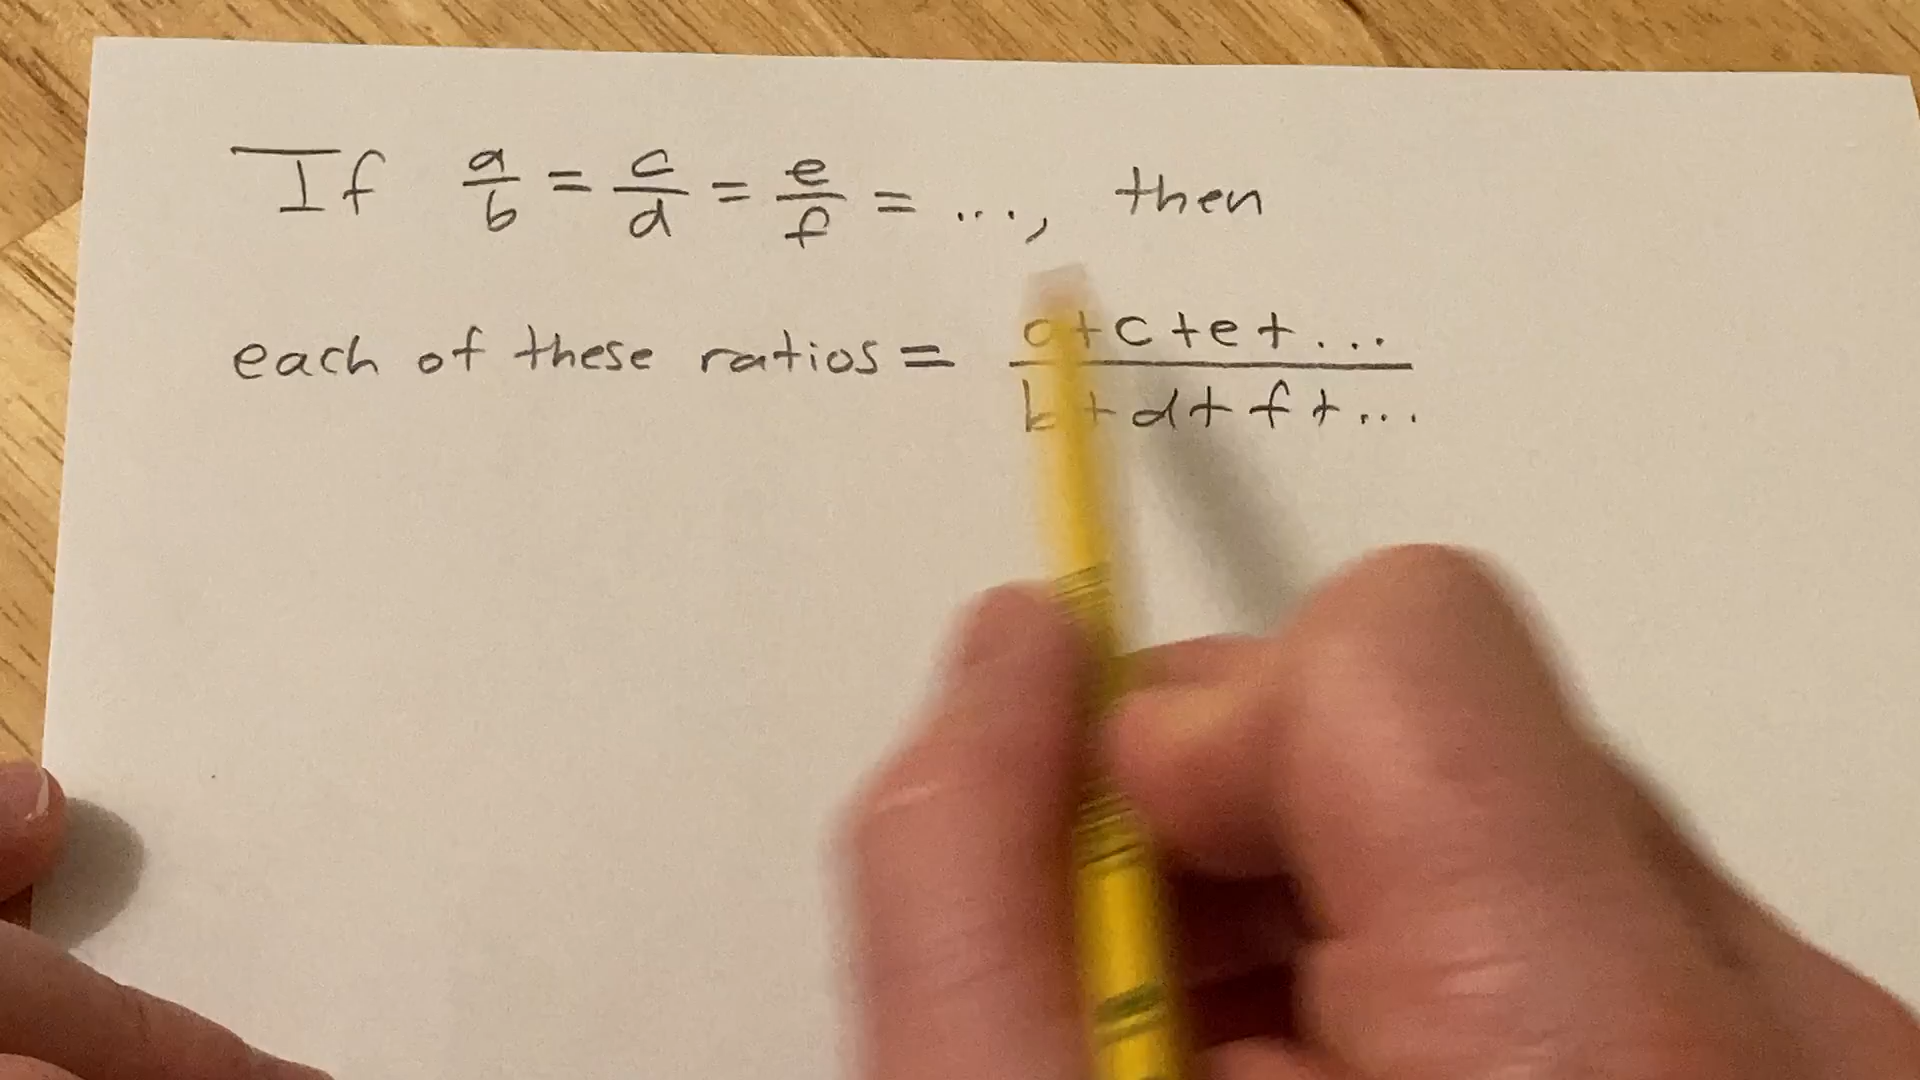 If a/b = c/d = e/f = ..., then
each of these ratios = (a+c+e+...)/(b+d+f+...)